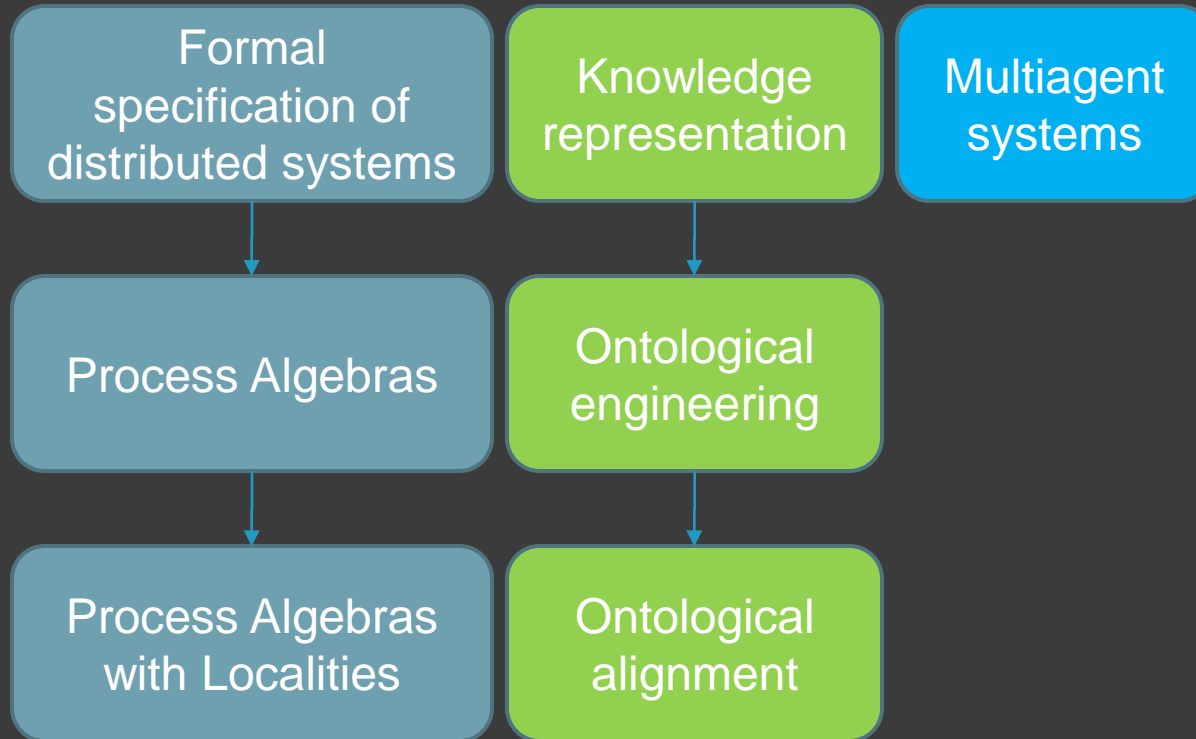 Formal
specification of
distributed systems
Knowledge
representation
Multiagent
systems
Process Algebras
Ontological
engineering
Process Algebras
with Localities
Ontological
alignment